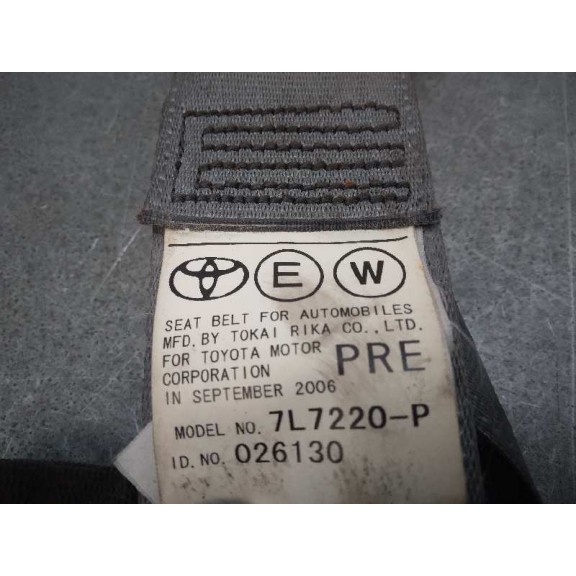 E W
SEAT BELT FOR AUTOMOBILES
MFD. BY TOKAI RIKA CO., LTD.
FOR TOYOTA MOTOR PRE
CORPORATION
IN SEPTEMBER 2006
MODEL NO. 7L7220-P
ID. NO. 026130